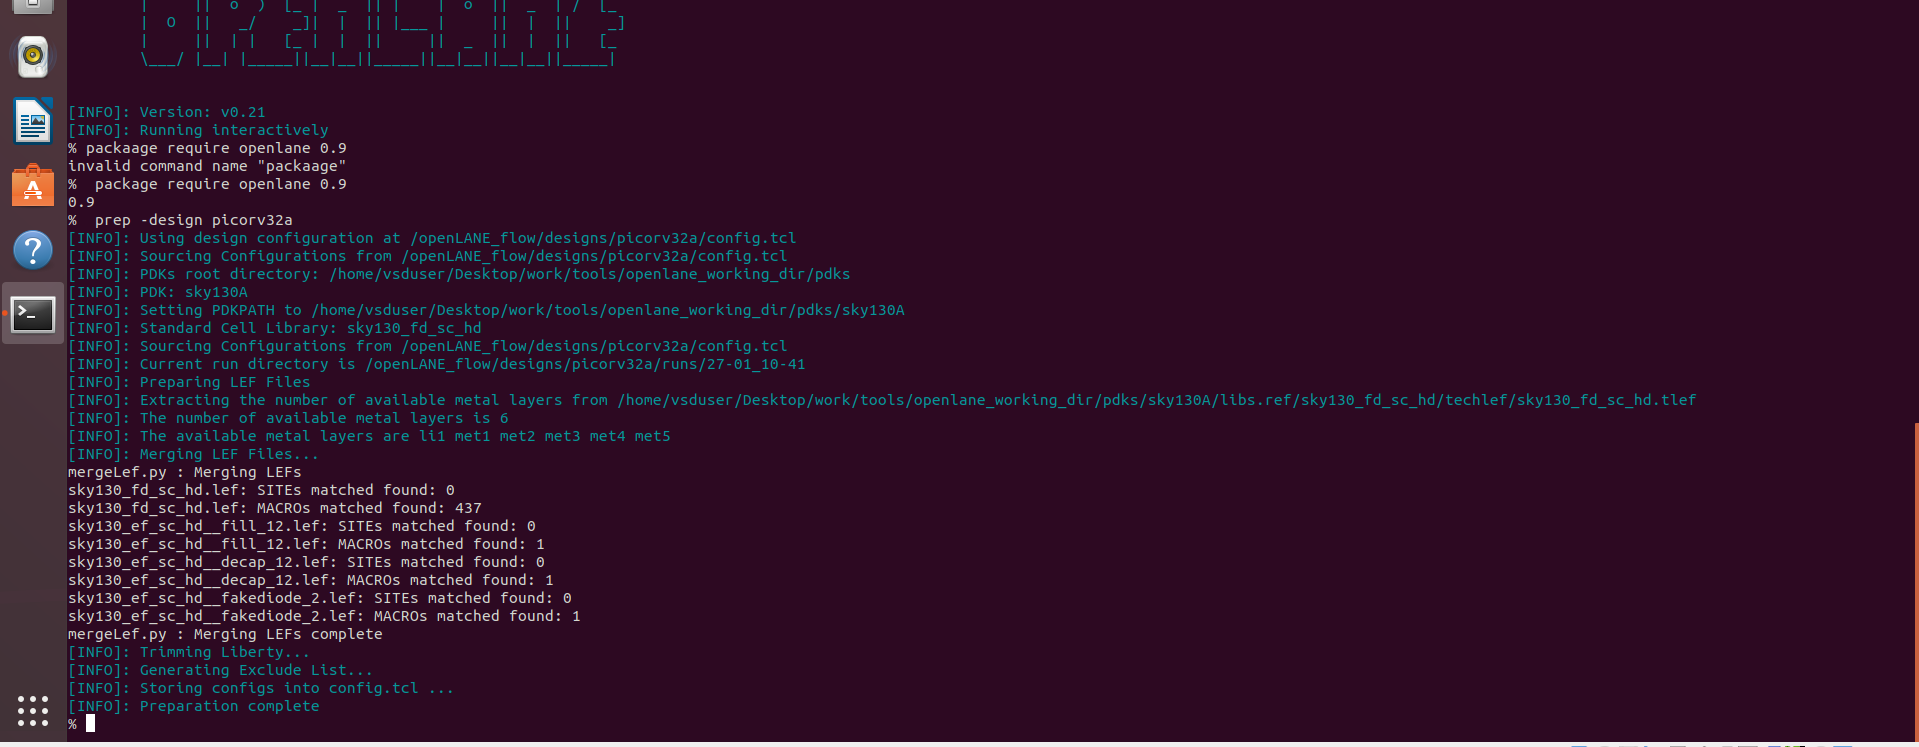 [INFO]: Version: v0.21
[INFO]: Running interactively
% packaage require openlane 0.9
invalid command name "packaage"
%  package require openlane 0.9
0.9
%  prep -design picorv32a
[INFO]: Using design configuration at /openLANE_flow/designs/picorv32a/config.tcl
[INFO]: Sourcing Configurations from /openLANE_flow/designs/picorv32a/config.tcl
[INFO]: PDKs root directory: /home/vsduser/Desktop/work/tools/openlane_working_dir/pdks
[INFO]: PDK: sky130A
[INFO]: Setting PDKPATH to /home/vsduser/Desktop/work/tools/openlane_working_dir/pdks/sky130A
[INFO]: Standard Cell Library: sky130_fd_sc_hd
[INFO]: Sourcing Configurations from /openLANE_flow/designs/picorv32a/config.tcl
[INFO]: Current run directory is /openLANE_flow/designs/picorv32a/runs/27-01_10-41
[INFO]: Preparing LEF Files
[INFO]: Extracting the number of available metal layers from /home/vsduser/Desktop/work/tools/openlane_working_dir/pdks/sky130A/libs.ref/sky130_fd_sc_hd/techlef/sky130_fd_sc_hd.tlef
[INFO]: The number of available metal layers is 6
[INFO]: The available metal layers are li1 met1 met2 met3 met4 met5
[INFO]: Merging LEF Files...
mergeLef.py : Merging LEFs
sky130_fd_sc_hd.lef: SITEs matched found: 0
sky130_fd_sc_hd.lef: MACROs matched found: 437
sky130_ef_sc_hd__fill_12.lef: SITEs matched found: 0
sky130_ef_sc_hd__fill_12.lef: MACROs matched found: 1
sky130_ef_sc_hd__decap_12.lef: SITEs matched found: 0
sky130_ef_sc_hd__decap_12.lef: MACROs matched found: 1
sky130_ef_sc_hd__fakediode_2.lef: SITEs matched found: 0
sky130_ef_sc_hd__fakediode_2.lef: MACROs matched found: 1
mergeLef.py : Merging LEFs complete
[INFO]: Trimming Liberty...
[INFO]: Generating Exclude List...
[INFO]: Storing configs into config.tcl ...
[INFO]: Preparation complete
%